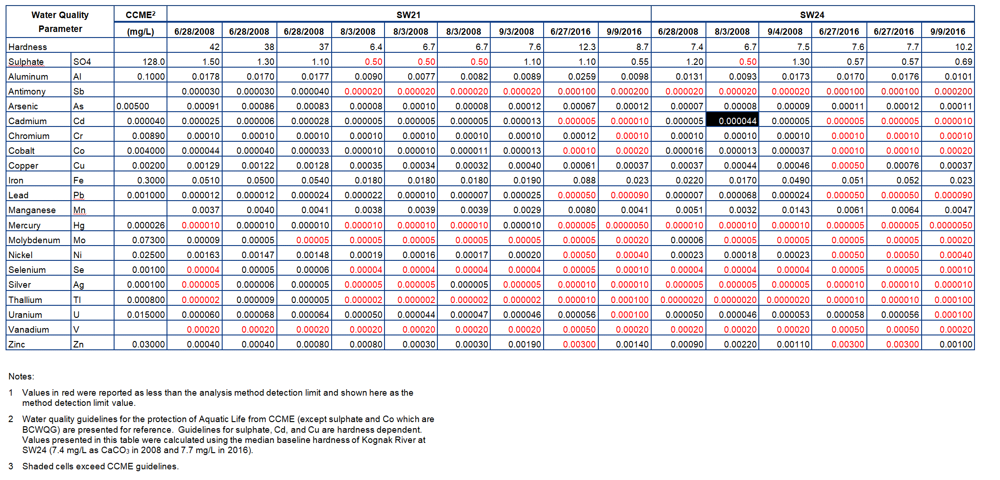 Water Quality Parameter CCME2 SW21 SW24
(mg/L) 6/28/2008 6/28/2008 6/28/2008 8/3/2008 8/3/2008 8/3/2008 9/3/2008 6/27/2016 9/9/2016 6/28/2008 8/3/2008 9/4/2008 6/27/2016 6/27/2016 9/9/2016
Hardness 42 38 37 6.4 6.7 6.7 7.6 12.3 8.7 7.4 6.7 7.5 7.6 7.7 10.2
Sulphate SO4 128.0 1.50 1.30 1.10 0.50 0.50 0.50 1.10 1.10 0.55 1.20 0.50 1.30 0.57 0.57 0.69
Aluminum Al 0.1000 0.0178 0.0170 0.0177 0.0090 0.0077 0.0082 0.0089 0.0259 0.0098 0.0131 0.0093 0.0173 0.0170 0.0176 0.0101
Antimony Sb 0.000030 0.000030 0.000040 0.000020 0.000020 0.000020 0.000020 0.000100 0.000200 0.000020 0.000020 0.000020 0.000100 0.000100 0.000200
Arsenic As 0.00500 0.00091 0.00086 0.00083 0.00008 0.00010 0.00008 0.00012 0.00067 0.00012 0.00007 0.00008 0.00009 0.00011 0.00012 0.00011
Cadmium Cd 0.000040 0.000025 0.000006 0.000028 0.000005 0.000005 0.000005 0.000013 0.000005 0.000010 0.000005 0.000044 0.000005 0.000005 0.000005 0.000010
Chromium Cr 0.00890 0.00010 0.00010 0.00010 0.00010 0.00010 0.00010 0.00010 0.00012 0.00010 0.00010 0.00010 0.00010 0.00010 0.00010 0.00010
Cobalt Co 0.004000 0.000044 0.000040 0.000033 0.000010 0.000010 0.000011 0.000013 0.00010 0.00020 0.000016 0.000013 0.000037 0.00010 0.00010 0.00020
Copper Cu 0.00200 0.00129 0.00122 0.00128 0.00035 0.00034 0.00032 0.00040 0.00061 0.00037 0.00037 0.00044 0.00046 0.00050 0.00076 0.00037
Iron Fe 0.3000 0.0510 0.0500 0.0540 0.0180 0.0180 0.0180 0.0190 0.088 0.023 0.0220 0.0170 0.0490 0.051 0.052 0.023
Lead Pb 0.001000 0.000012 0.000012 0.000024 0.000022 0.000010 0.000007 0.000025 0.000050 0.000090 0.000007 0.000068 0.000024 0.000050 0.000050 0.000090
Manganese Mn 0.0037 0.0040 0.0041 0.0038 0.0039 0.0039 0.0029 0.0080 0.0041 0.0051 0.0032 0.0143 0.0061 0.0064 0.0047
Mercury Hg 0.000026 0.000010 0.000010 0.000010 0.000010 0.000010 0.000010 0.000010 0.000005 0.0000050 0.000010 0.000010 0.000010 0.000005 0.000005 0.0000050
Molybdenum Mo 0.07300 0.00009 0.00005 0.00005 0.00005 0.00005 0.00005 0.00005 0.00005 0.00020 0.00006 0.00005 0.00005 0.00005 0.00005 0.00020
Nickel Ni 0.02500 0.00163 0.00147 0.00148 0.00019 0.00016 0.00017 0.00020 0.00050 0.00040 0.00023 0.00018 0.00023 0.00050 0.00050 0.00040
Selenium Se 0.00100 0.00004 0.00005 0.00006 0.00004 0.00004 0.00004 0.00004 0.00005 0.00010 0.00004 0.00004 0.00004 0.00005 0.00005 0.00010
Silver Ag 0.000100 0.000005 0.000006 0.000005 0.000005 0.000005 0.000005 0.000005 0.000010 0.000010 0.000005 0.000005 0.000005 0.000010 0.000010 0.000010
Thallium Tl 0.000800 0.000002 0.000009 0.000005 0.000002 0.000002 0.000002 0.000002 0.000010 0.000100 0.0000020 0.0000020 0.0000020 0.000010 0.000010 0.000100
Uranium U 0.015000 0.000060 0.000068 0.000064 0.000050 0.000044 0.000047 0.000046 0.000056 0.000100 0.000050 0.000046 0.000053 0.000058 0.000056 0.000100
Vanadium V 0.00020 0.00020 0.00020 0.00020 0.00020 0.00020 0.00020 0.00050 0.00020 0.00020 0.00020 0.00020 0.00050 0.00050 0.00020
Zinc Zn 0.03000 0.00040 0.00040 0.00080 0.00080 0.00030 0.00030 0.00190 0.00300 0.00140 0.00090 0.00220 0.00110 0.00300 0.00300 0.00100
Notes:
1 Values in red were reported as less than the analysis method detection limit and shown here as the
method detection limit value.
2 Water quality guidelines for the protection of Aquatic Life from CCME (except sulphate and Co which are
BCWQG) are presented for reference. Guidelines for sulphate, Cd, and Cu are hardness dependent.
Values presented in this table were calculated using the median baseline hardness of Kognak River at
SW24 (7.4 mg/L as CaCO3 in 2008 and 7.7 mg/L in 2016).
3 Shaded cells exceed CCME guidelines.